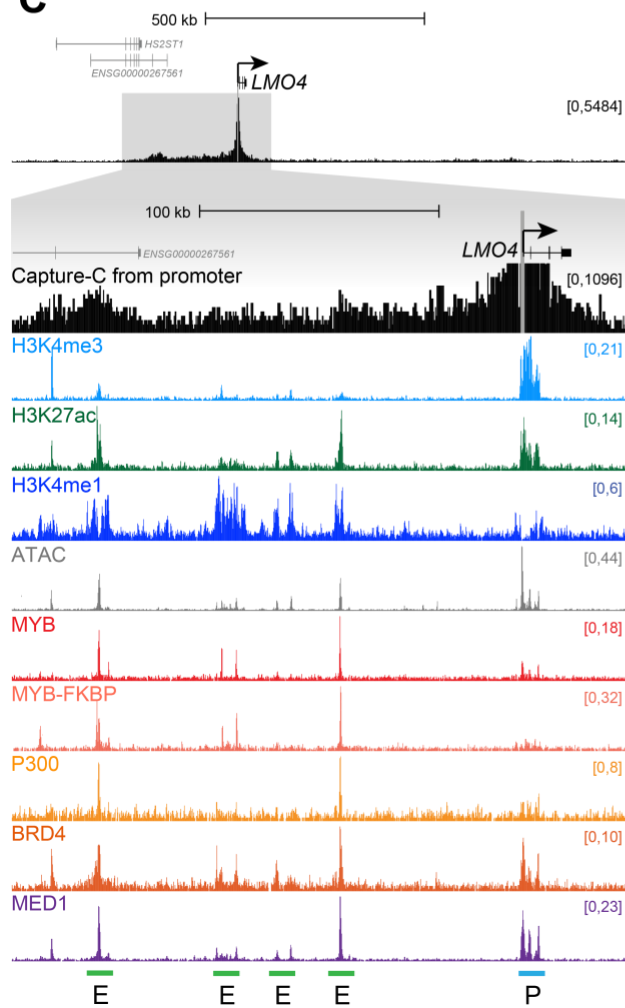 C
500 kb
HS2ST1
ENSG00000267561
LMO4
[0,5484]
100 kb
ENSG00000267561
LMO4
Capture-C from promoter
[0,1096]
H3K4me3
[0,21]
H3K27ac
[0,14]
H3K4me1
[0,6]
ATAC
[0,44]
MYB
[0,18]
MYB-FKBP
[0,32]
P300
[0,8]
BRD4
[0,10]
MED1
[0,23]
E E E E P